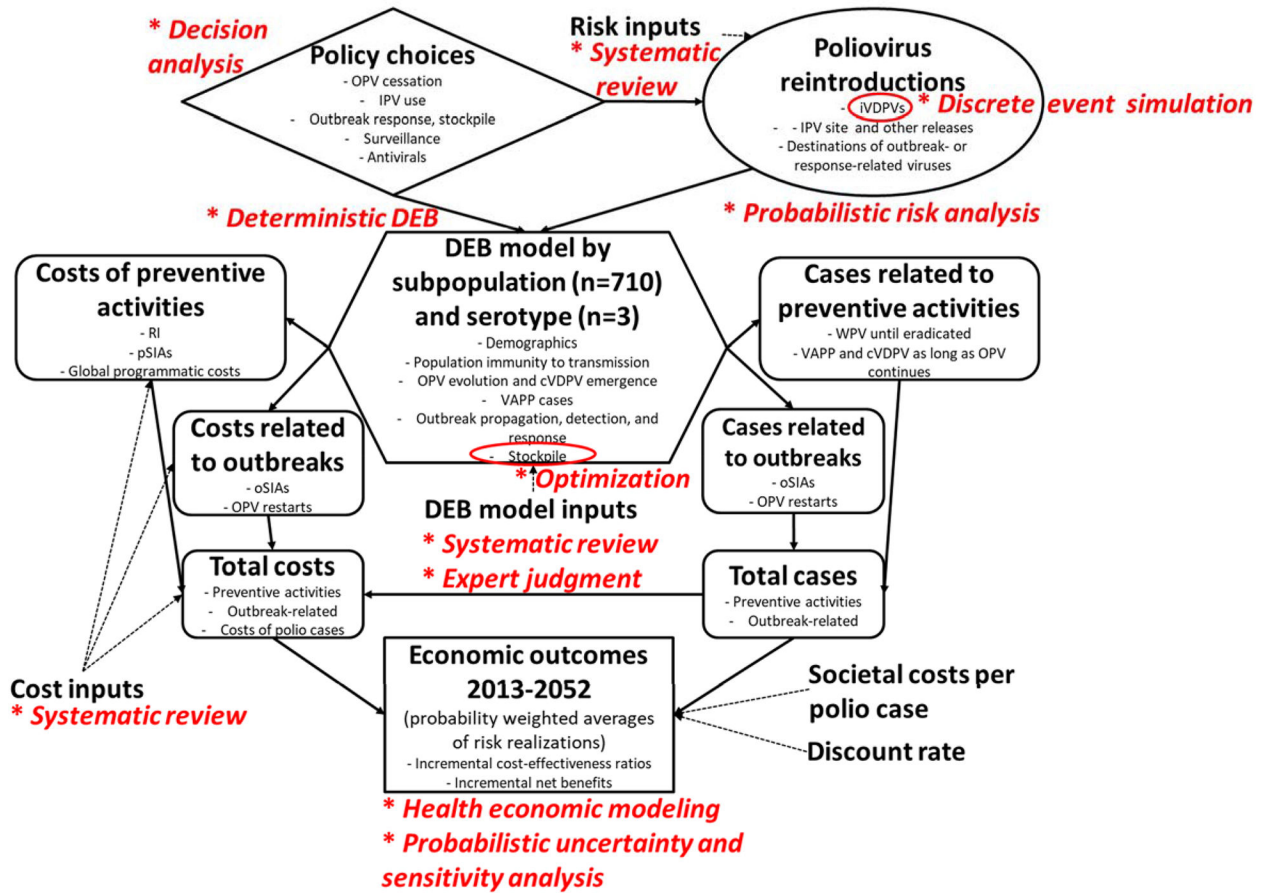 * Decision
analysis
Policy choices
- OPV cessation
- IPV use
- Outbreak response, stockpile
- Surveillance
- Antivirals
Risk inputs
* Systematic
review
Poliovirus
reintroductions
- iVDPVs
* Discrete event simulation
- - IPV site and other releases
- Destinations of outbreak- or
response-related viruses
* Deterministic DEB
* Probabilistic risk analysis
Costs of preventive
activities
- RI
- pSIAs
- Global programmatic costs
DEB model by
subpopulation (n=710)
and serotype (n=3)
- Demographics
- Population immunity to transmission
- OPV evolution and cVDPV emergence
- VAPP cases
- Outbreak propagation, detection, and
response
- Stockpile
* Optimization
Cases related to
preventive activities
- WPV until eradicated
- VAPP and cVDPV as long as OPV
continues
Costs related
to outbreaks
- oSIAs
- OPV restarts
Cases related
to outbreaks
- oSIAs
- OPV restarts
DEB model inputs
* Systematic review
* Expert judgment
Total costs
- Preventive activities
- Outbreak-related
- Costs of polio cases
Total cases
- Preventive activities
- Outbreak-related
Cost inputs
* Systematic review
Economic outcomes
2013-2052
(probability weighted averages
of risk realizations)
- Incremental cost-effectiveness ratios
- Incremental net benefits
Societal costs per
polio case
Discount rate
* Health economic modeling
* Probabilistic uncertainty and
sensitivity analysis